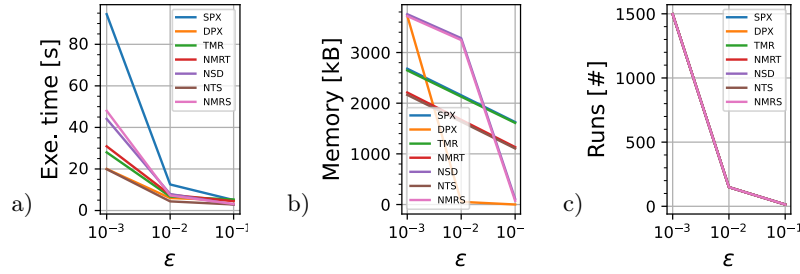 a)
Exe. time [s]
80
60
40
20
0
10⁻³
10⁻²
10⁻¹
ε
SPX
DPX
TMR
NMRT
NSD
NTS
NMRS
b)
Memory [kB]
3000
2000
1000
0
10⁻³
10⁻²
10⁻
ε
SPX
DPX
TMR
NMRT
NSD
NTS
NMRS
c)
Runs [#]
1500
1000
500
0
10⁻³
10⁻²
10⁻¹
ε
SPX
DPX
TMR
NMRT
NSD
NTS
NMRS